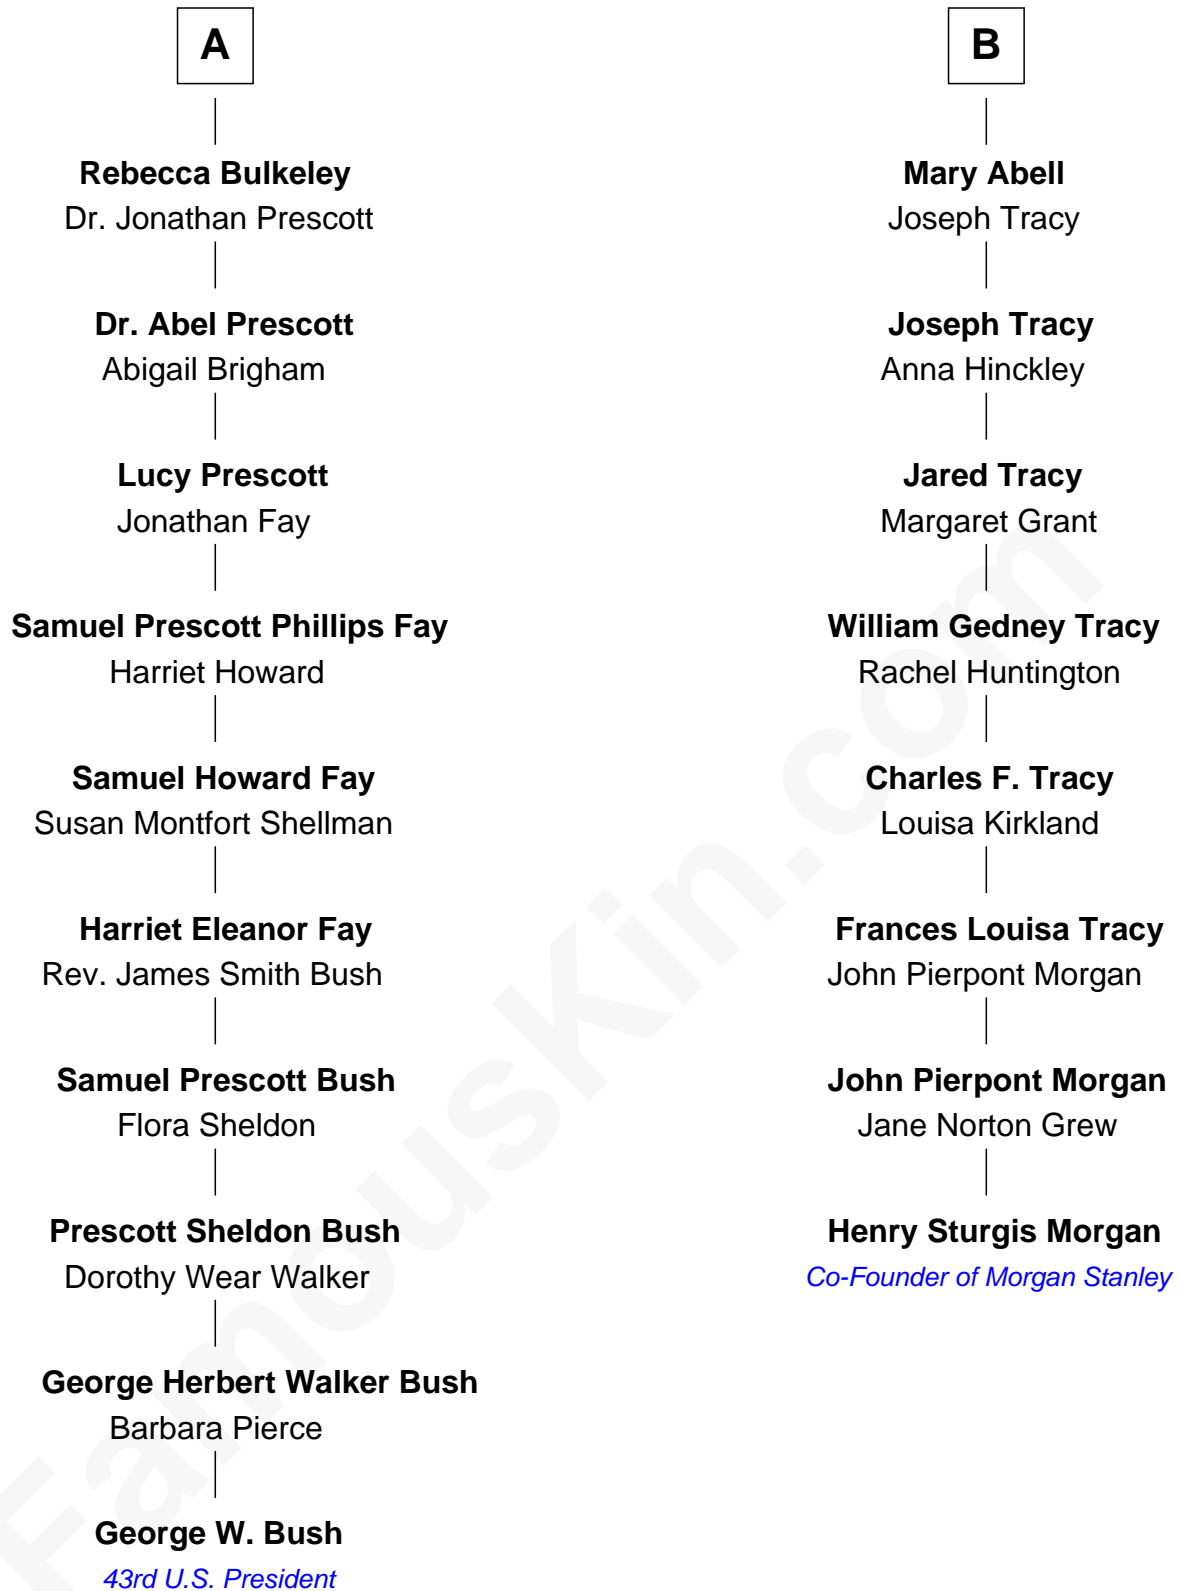 A
Rebecca Bulkeley
Dr. Jonathan Prescott
Dr. Abel Prescott
Abigail Brigham
Lucy Prescott
Jonathan Fay
Samuel Prescott Phillips Fay
Harriet Howard
Samuel Howard Fay
Susan Montfort Shellman
Harriet Eleanor Fay
Rev. James Smith Bush
Samuel Prescott Bush
Flora Sheldon
Prescott Sheldon Bush
Dorothy Wear Walker
George Herbert Walker Bush
Barbara Pierce
George W. Bush
43rd U.S. President
B
Mary Abell
Joseph Tracy
Joseph Tracy
Anna Hinckley
Jared Tracy
Margaret Grant
William Gedney Tracy
Rachel Huntington
Charles F. Tracy
Louisa Kirkland
Frances Louisa Tracy
John Pierpont Morgan
John Pierpont Morgan
Jane Norton Grew
Henry Sturgis Morgan
Co-Founder of Morgan Stanley
FamousKin.com